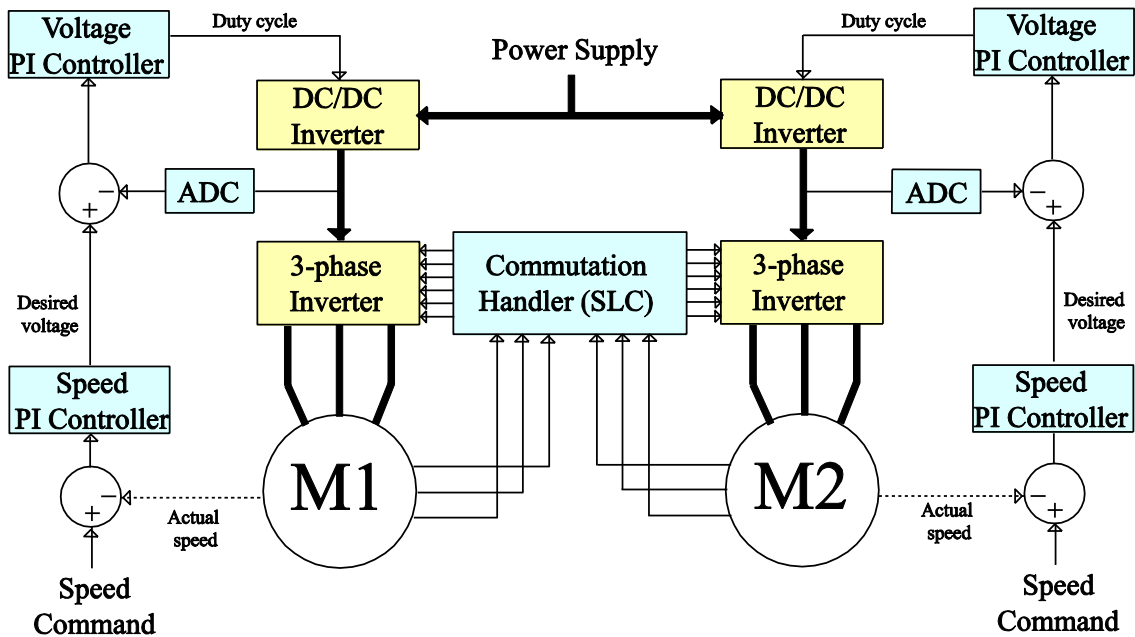 Voltage
PI Controller
Duty cycle
Power Supply
Duty cycle
Voltage
PI Controller
DC/DC
Inverter
DC/DC
Inverter
−
+
ADC
ADC
−
+
3-phase
Inverter
Commutation
Handler (SLC)
3-phase
Inverter
Desired
voltage
Desired
voltage
Speed
PI Controller
Speed
PI Controller
M1
M2
−
+
Actual
speed
Actual
speed
−
+
Speed
Command
Speed
Command